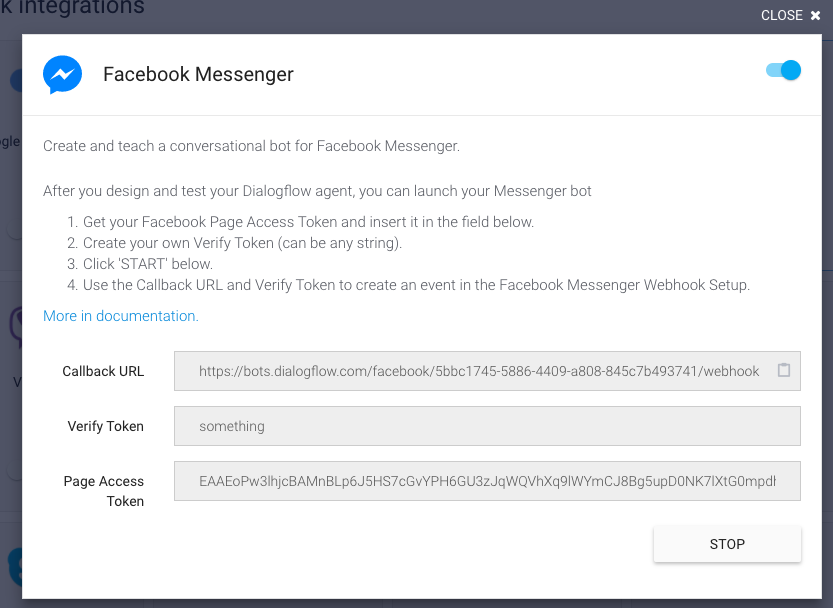 k integrations
CLOSE ✖
Facebook Messenger
ogle
Create and teach a conversational bot for Facebook Messenger.
After you design and test your Dialogflow agent, you can launch your Messenger bot
1. Get your Facebook Page Access Token and insert it in the field below.
2. Create your own Verify Token (can be any string).
3. Click 'START' below.
4. Use the Callback URL and Verify Token to create an event in the Facebook Messenger Webhook Setup.
More in documentation.
Callback URL
https://bots.dialogflow.com/facebook/5bbc1745-5886-4409-a808-845c7b493741/webhook
Verify Token
something
Page Access
Token
EAAEoPw3lhjcBAMnBLp6J5HS7cGvYPH6GU3zJqWQVhXq9lWYmCJ8Bg5upD0NK7lXtG0mpdl
STOP